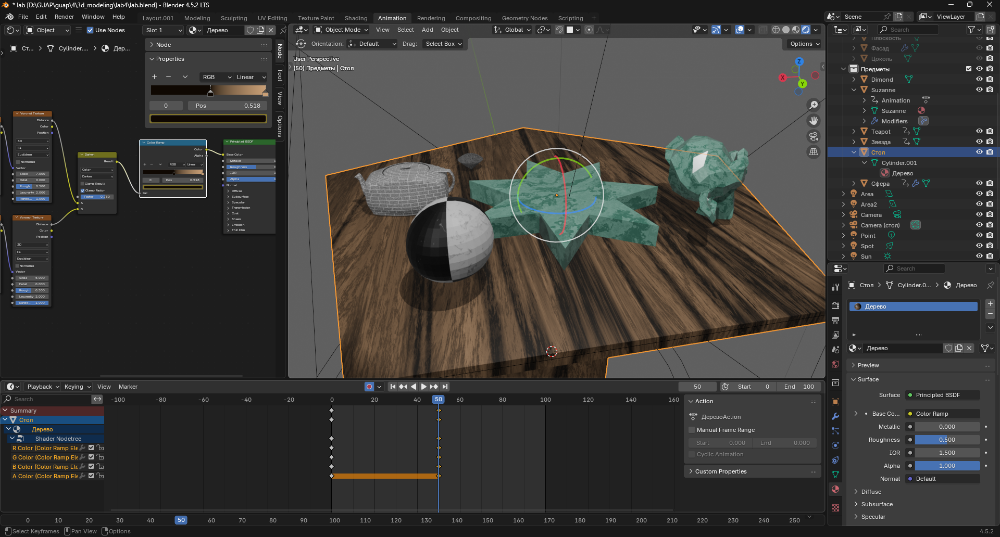 * lab [D:\GUAP\guap\4\3d_modeling\lab4\lab.blend] - Blender 4.5.2 LTS
File Edit Render Window Help Layout.001 Modeling Sculpting UV Editing Texture Paint Shading Animation Rendering Compositing Geometry Nodes Scripting + Scene ViewLayer
Object Use Nodes Slot 1 Дерево
Ст... Cylinder.... Дер...
Node
Properties
RGB Linear
0 Pos 0.518
Node
Tool
View
Options
Voronoi Texture
Distance
Color
Position
3D
F1
Euclidean
Normalize
Vector
Scale 7.000
Detail 0.000
Rough... 0.500
Lacunarity 2.000
Rando... 1.000
Voronoi Texture
Distance
Color
Position
3D
F1
Euclidean
Normalize
Vector
Scale 5.000
Detail 0.000
Rough... 0.500
Lacunarity 2.000
Rando... 1.000
Darken
Result
Color
Darken
Clamp Result
Clamp Factor
Factor 0.750
A
B
Color Ramp
Color
Alpha
RGB Linear
0 Pos 0.518
Fac
Principled BSDF
Base Color
Metallic 0
Roughness 0
IOR 1
Alpha 1
Normal
Diffuse
Subsurface
Specular
Transmission
Coat
Sheen
Emission
Thin Film
Object Mode View Select Add Object Global
Orientation: Default Drag: Select Box Options
User Perspective
(50) Предметы | Стол
Z
X
Y
Search
Плоскость
Фасад
Цоколь
Предметы
Dimond
Suzanne
Animation
Suzanne
Modifiers
Teapot
Звезда
Стол
Cylinder.001
Дерево
Сфера
Area
Area2
Camera
Camera (стол)
Point
Spot
Sun
Search
Стол Cylinder.0... Дерево
Дерево
Дерево
Preview
Surface
Surface Principled BSDF
Base Co... Color Ramp
Metallic 0.000
Roughness 0.500
IOR 1.500
Alpha 1.000
Normal Default
Diffuse
Subsurface
Specular
Playback Keying View Marker 50 Start 0 End 100
Search -100 -80 -60 -40 -20 0 20 40 50 60 80 100 120 140 160
Summary
Стол
Дерево
Shader Nodetree
R Color (Color Ramp Ele
G Color (Color Ramp Ele
B Color (Color Ramp Ele
A Color (Color Ramp Ele
Action
ДеревоAction
Manual Frame Range
Start 0.000 End 0.000
Cyclic Animation
Custom Properties
0 10 20 30 40 50 60 70 80 90 100 110 120 130 140 150 160 170 180 190 200 210 220 230 240 250
Select Keyframes Pan View Options 4.5.2